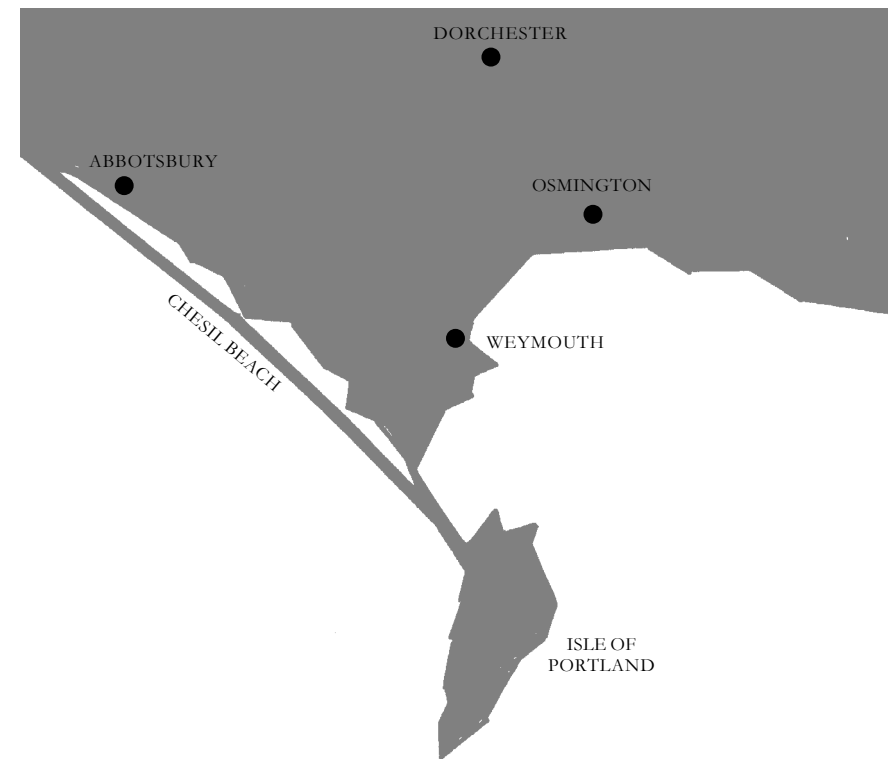 DORCHESTER
ABBOTSBURY
OSMINGTON
CHESIL BEACH
WEYMOUTH
ISLE OF
PORTLAND